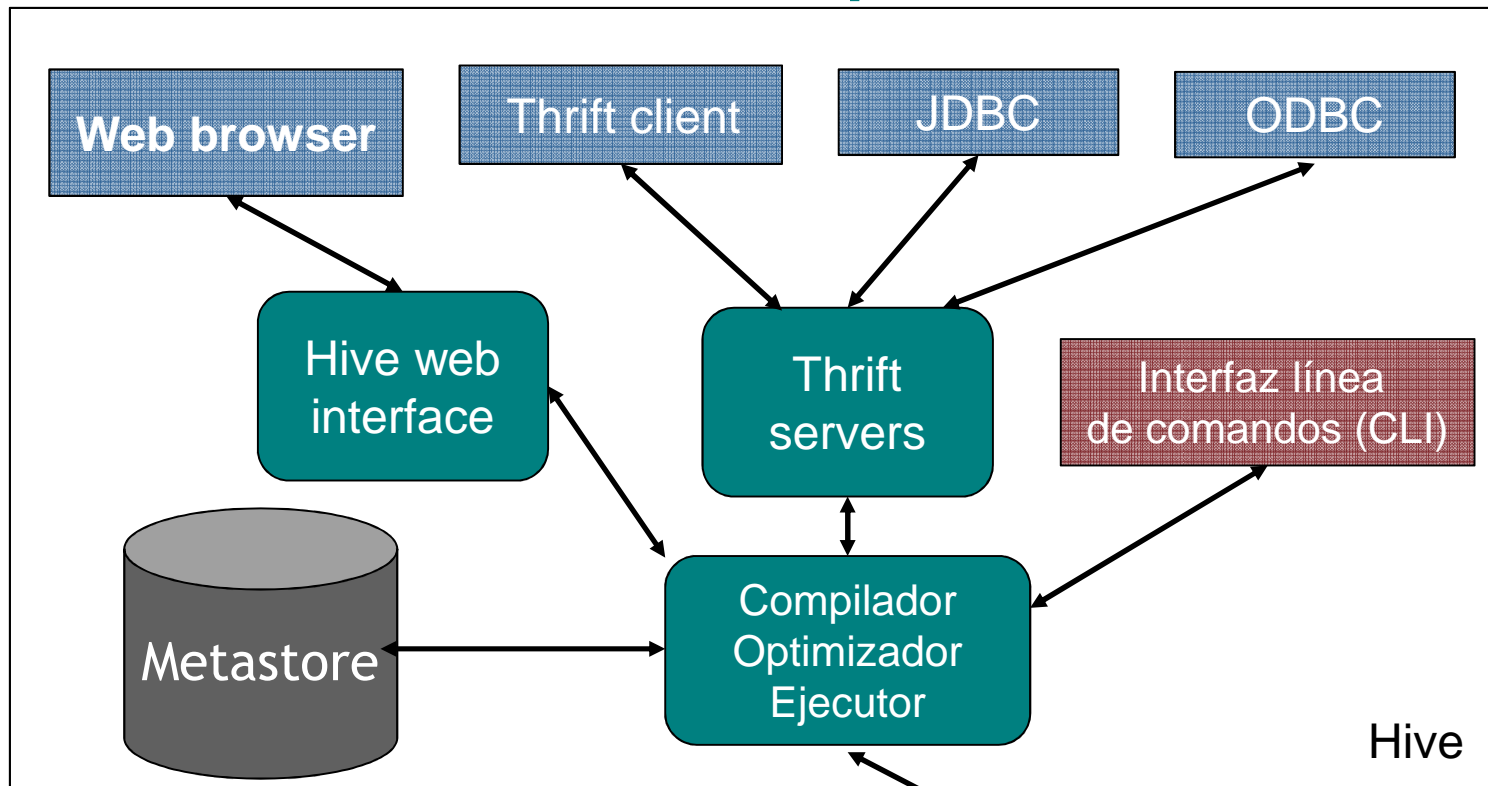 Web browser
Thrift client
JDBC
ODBC
Hive web
interface
Thrift
servers
Interfaz línea
de comandos (CLI)
Metastore
Compilador
Optimizador
Ejecutor
Hive